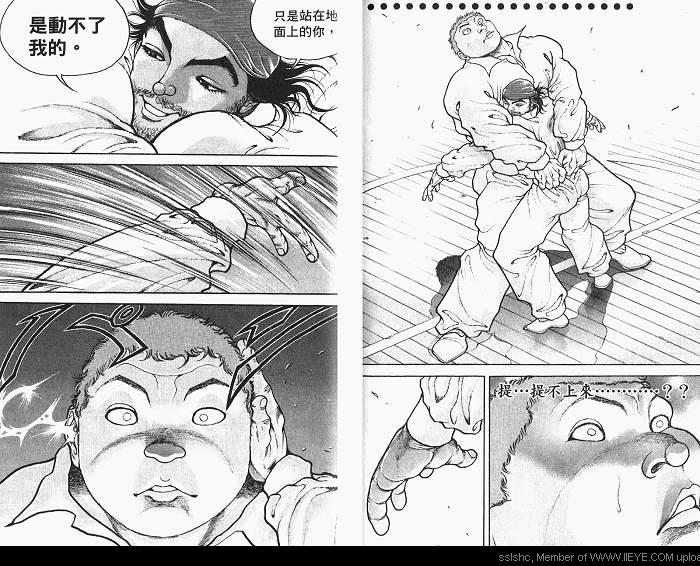 提…提不上來…………？？
只是站在地
面上的你，
是動不了
我的。
sslshc, Member of WWW.IIEYE.COM uploa